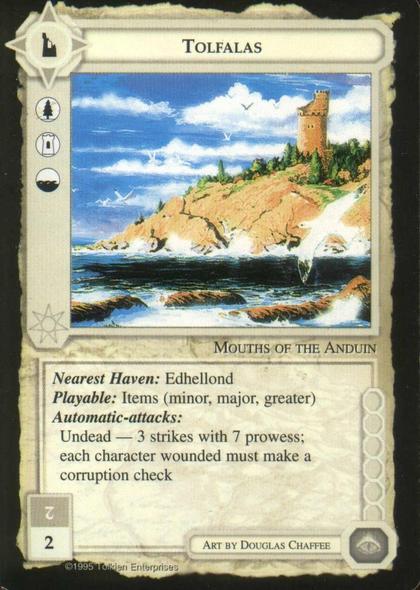 TOLFALAS
MOUTHS OF THE ANDUIN
Nearest Haven: Edhellond
Playable: Items (minor, major, greater)
Automatic-attacks:
Undead — 3 strikes with 7 prowess;
each character wounded must make a
corruption check
2
2
ART BY DOUGLAS CHAFFEE
©1995 Tolkien Enterprises